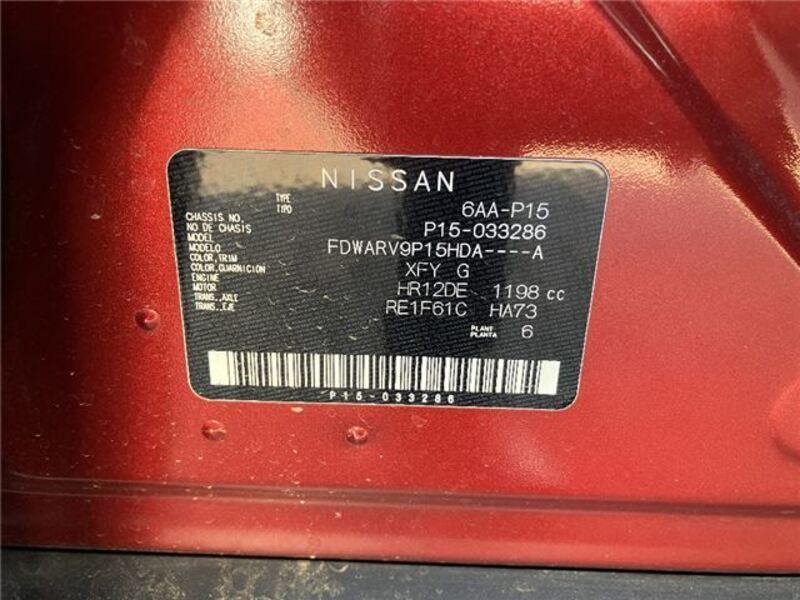 NISSAN
TYPE
TIPO 6AA-P15
CHASSIS NO.
NO DE CHASIS P15-033286
MODEL
MODELO FDWARV9P15HDA----A
COLOR,TRIM
COLOR,GUARNICION XFY G
ENGINE
MOTOR HR12DE 1198 cc
TRANS.,AXLE
TRANS.,EJE RE1F61C HA73
PLANT
PLANTA 6
P15-033286